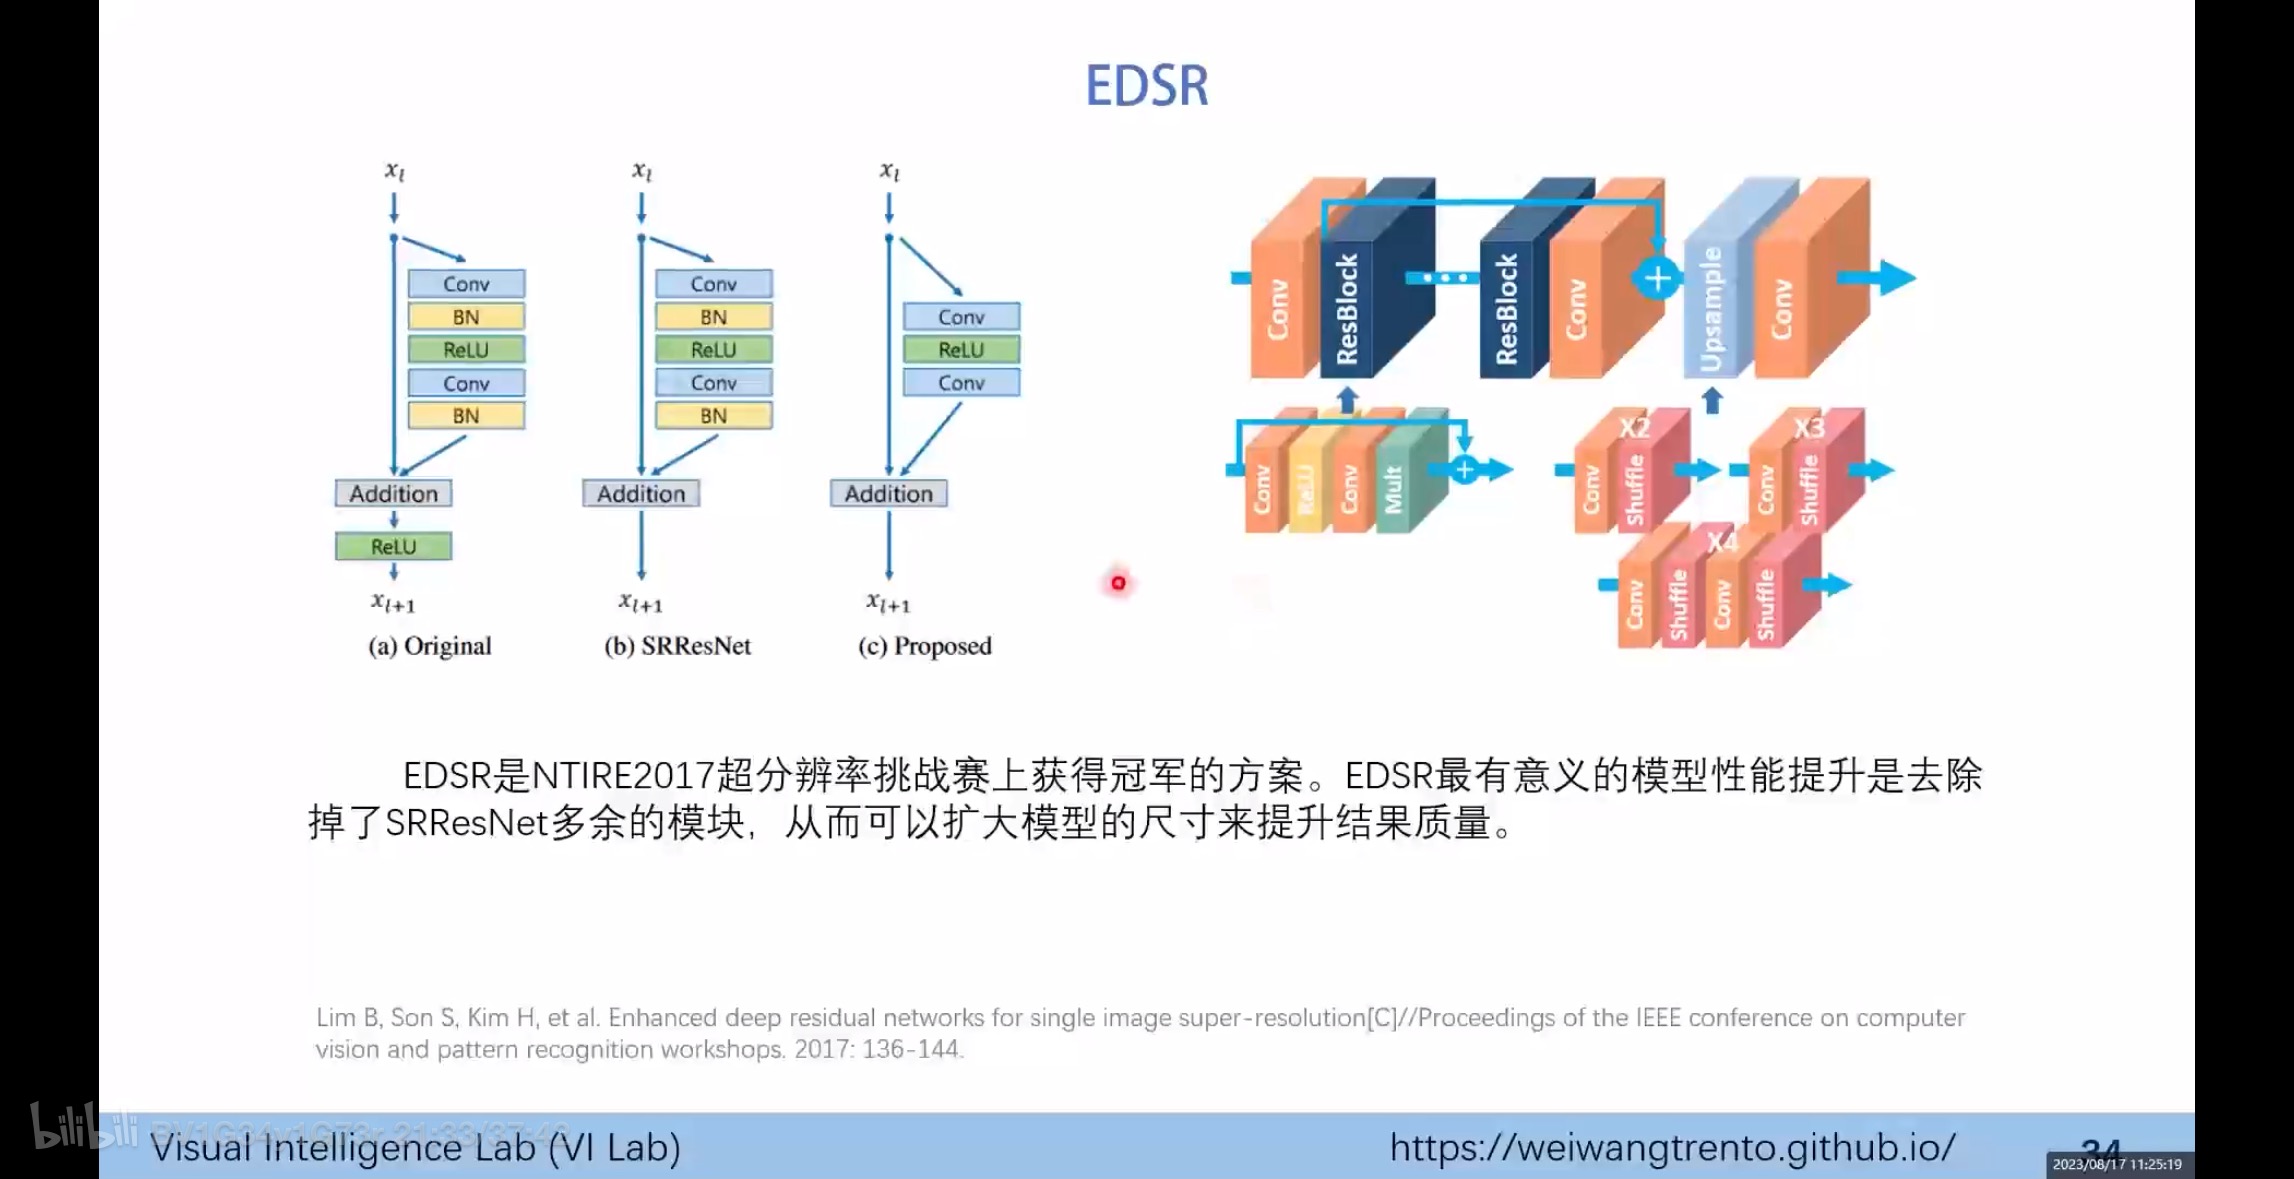 EDSR
x_l
x_l
x_l
Conv
BN
ReLU
Conv
BN
Addition
ReLU
x_{l+1}
(a) Original
Conv
BN
ReLU
Conv
BN
Addition
x_{l+1}
(b) SRResNet
Conv
ReLU
Conv
Addition
x_{l+1}
(c) Proposed
Conv
ResBlock
ResBlock
Conv
Upsample
Conv
Conv
ReLU
Conv
Mult
X2
Conv
Shuffle
X3
Conv
Shuffle
X4
Conv
Shuffle
Conv
Shuffle
EDSR是NTIRE2017超分辨率挑战赛上获得冠军的方案。EDSR最有意义的模型性能提升是去除
掉了SRResNet多余的模块，从而可以扩大模型的尺寸来提升结果质量。
Lim B, Son S, Kim H, et al. Enhanced deep residual networks for single image super-resolution[C]//Proceedings of the IEEE conference on computer
vision and pattern recognition workshops. 2017: 136-144.
bilibili
Visual Intelligence Lab (VI Lab)
https://weiwangtrento.github.io/
34
2023/08/17 11:25:19